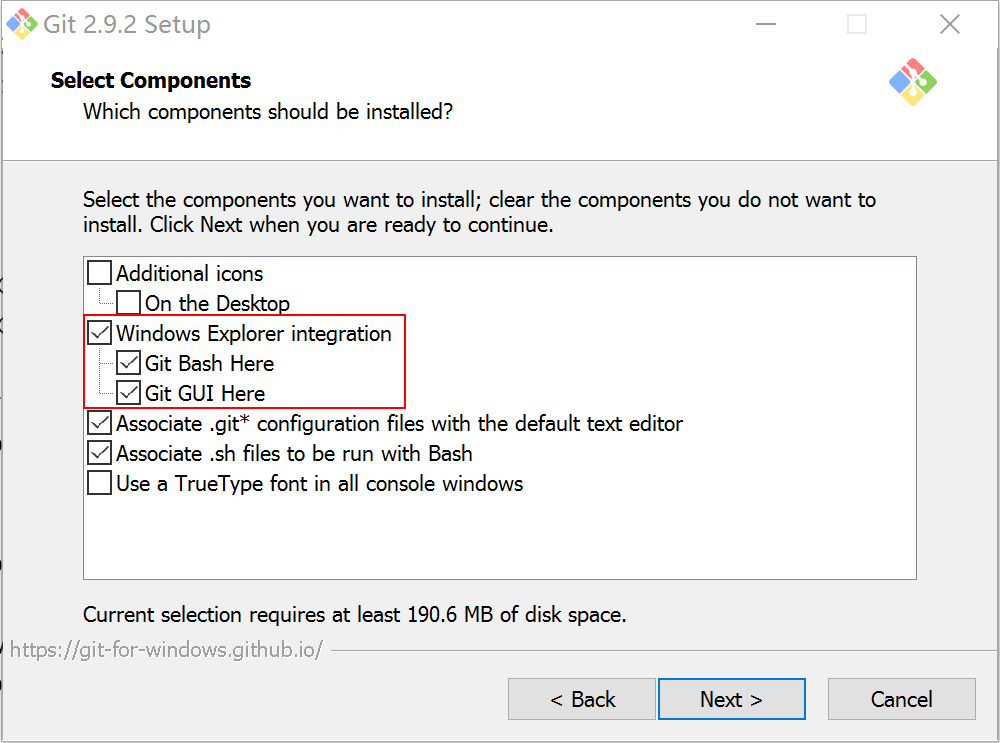 Git 2.9.2 Setup
Select Components
Which components should be installed?
Select the components you want to install; clear the components you do not want to
install. Click Next when you are ready to continue.
Additional icons
On the Desktop
Windows Explorer integration
Git Bash Here
Git GUI Here
Associate .git* configuration files with the default text editor
Associate .sh files to be run with Bash
Use a TrueType font in all console windows
Current selection requires at least 190.6 MB of disk space.
https://git-for-windows.github.io/
< Back
Next >
Cancel